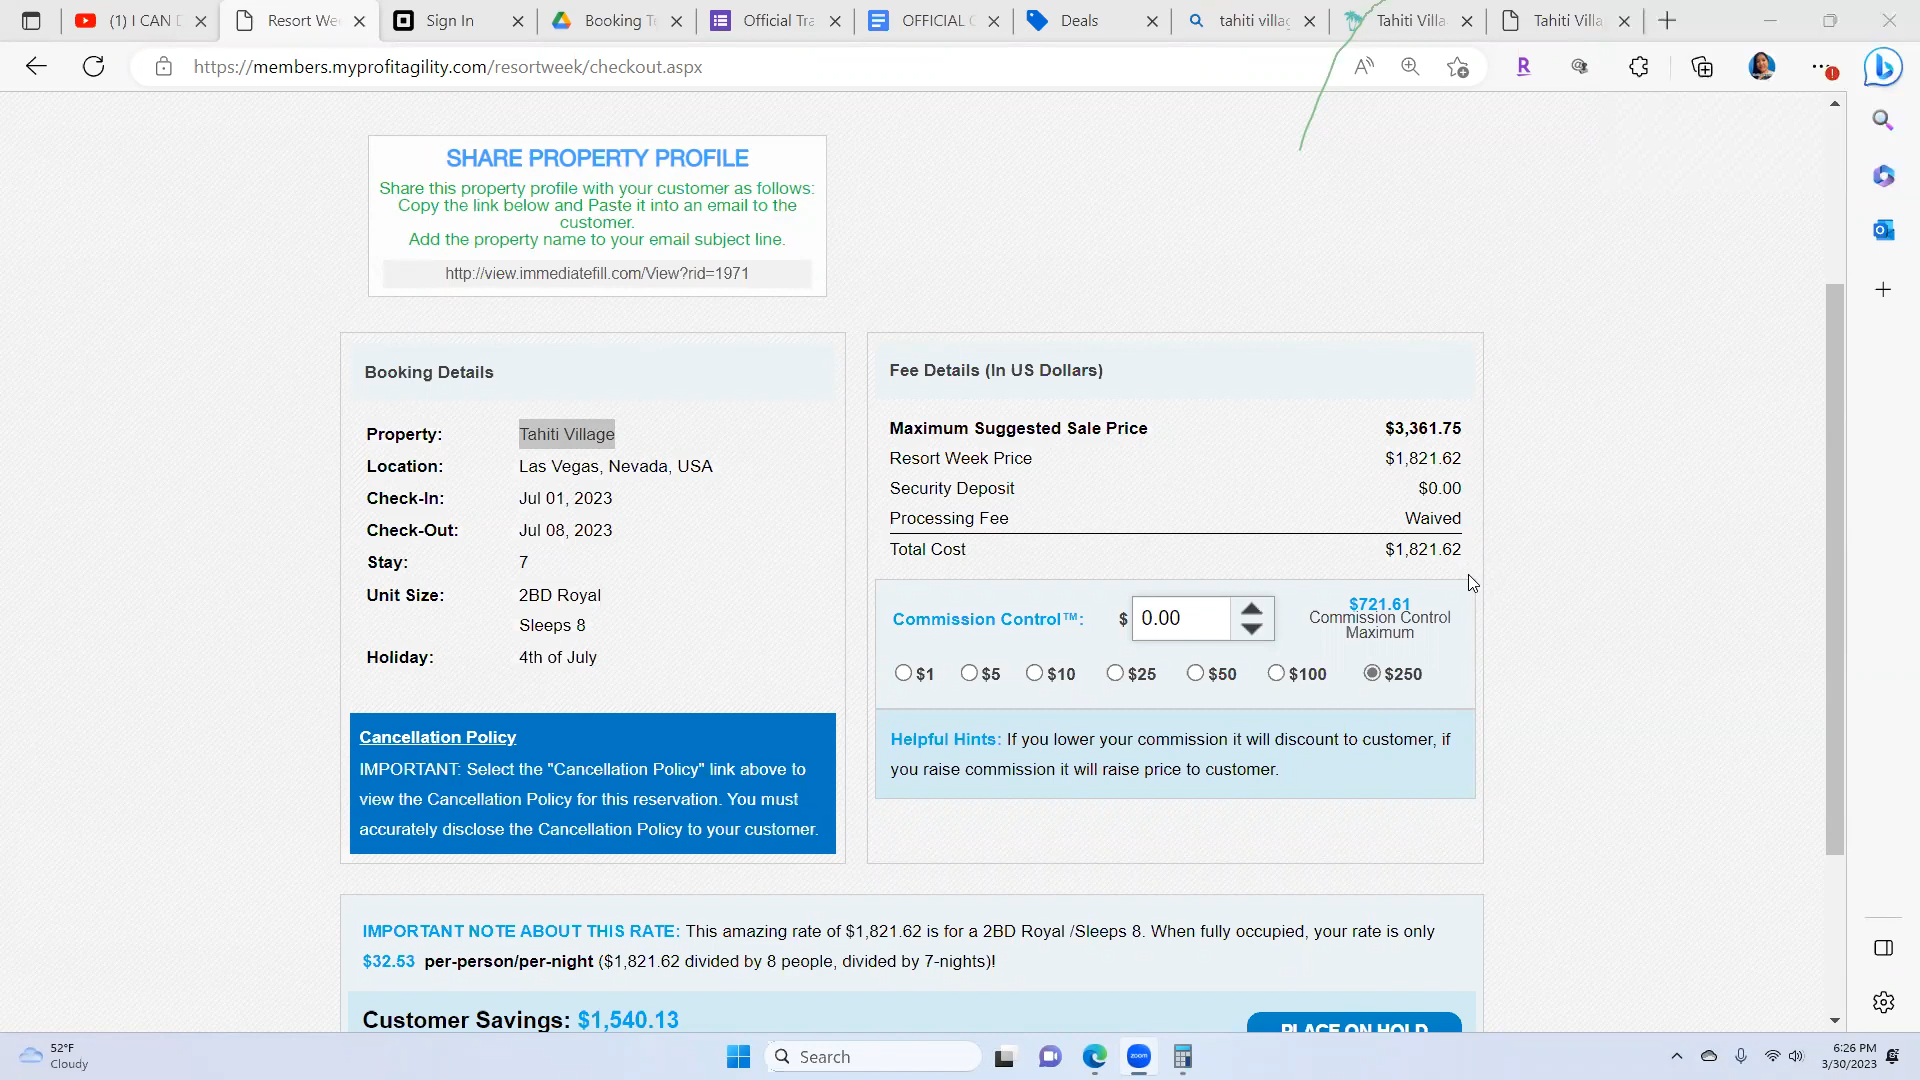 (1) I CAN D
Resort We
Sign In
Booking T
Official Tra
OFFICIAL
Deals
tahiti villag
Tahiti Villa
Tahiti Villa
https://members.myprofitagility.com/resortweek/checkout.aspx
SHARE PROPERTY PROFILE
Share this property profile with your customer as follows:
Copy the link below and Paste it into an email to the
customer.
Add the property name to your email subject line.
http://view.immediatefill.com/View?rid=1971
Booking Details
Property: Tahiti Village
Location: Las Vegas, Nevada, USA
Check-In: Jul 01, 2023
Check-Out: Jul 08, 2023
Stay: 7
Unit Size: 2BD Royal
Sleeps 8
Holiday: 4th of July
Cancellation Policy
IMPORTANT: Select the "Cancellation Policy" link above to
view the Cancellation Policy for this reservation. You must
accurately disclose the Cancellation Policy to your customer.
Fee Details (In US Dollars)
Maximum Suggested Sale Price $3,361.75
Resort Week Price $1,821.62
Security Deposit $0.00
Processing Fee Waived
Total Cost $1,821.62
Commission Control™: $ 0.00
$721.61
Commission Control
Maximum
$1 $5 $10 $25 $50 $100 $250
Helpful Hints: If you lower your commission it will discount to customer, if
you raise commission it will raise price to customer.
IMPORTANT NOTE ABOUT THIS RATE: This amazing rate of $1,821.62 is for a 2BD Royal /Sleeps 8. When fully occupied, your rate is only
$32.53 per-person/per-night ($1,821.62 divided by 8 people, divided by 7-nights)!
Customer Savings: $1,540.13
PLACE ON HOLD
52°F
Cloudy
Search
zoom
6:26 PM
3/30/2023